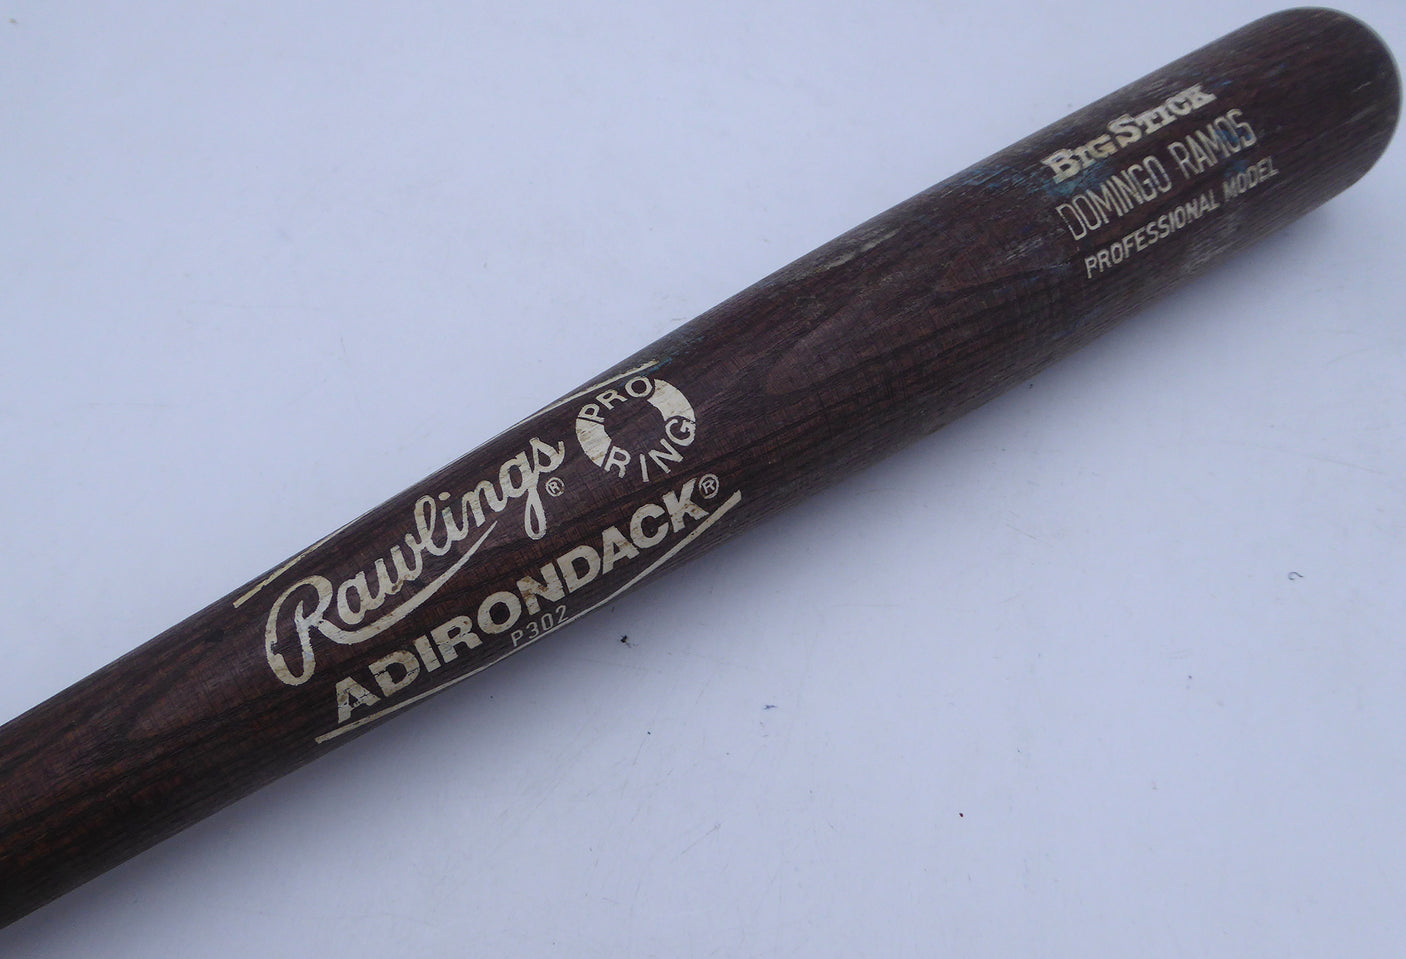 Rawlings®
PRO
RING
ADIRONDACK®
P302
BIG STICK
DOMINGO RAMOS
PROFESSIONAL MODEL